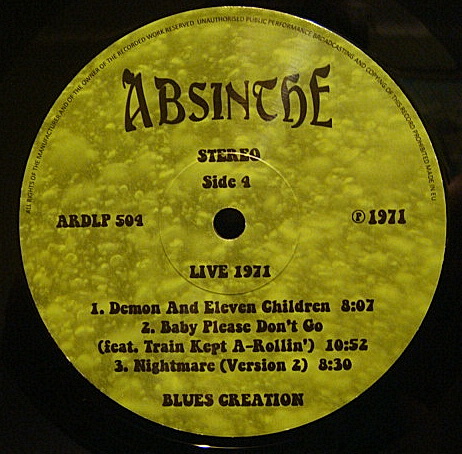 ALL RIGHTS OF THE MANUFACTURER AND OF THE OWNER OF THE RECORDED WORK RESERVED. UNAUTHORISED PUBLIC PERFORMANCE BROADCASTING AND COPYING OF THIS RECORD PROHIBITED MADE IN EU
ABSINTHE
STEREO
Side 4
ARDLP 504
℗ 1971
LIVE 1971
1. Demon And Eleven Children 8:07
2. Baby Please Don't Go
(feat. Train Kept A-Rollin') 10:52
3. Nightmare (Version 2) 8:30
BLUES CREATION